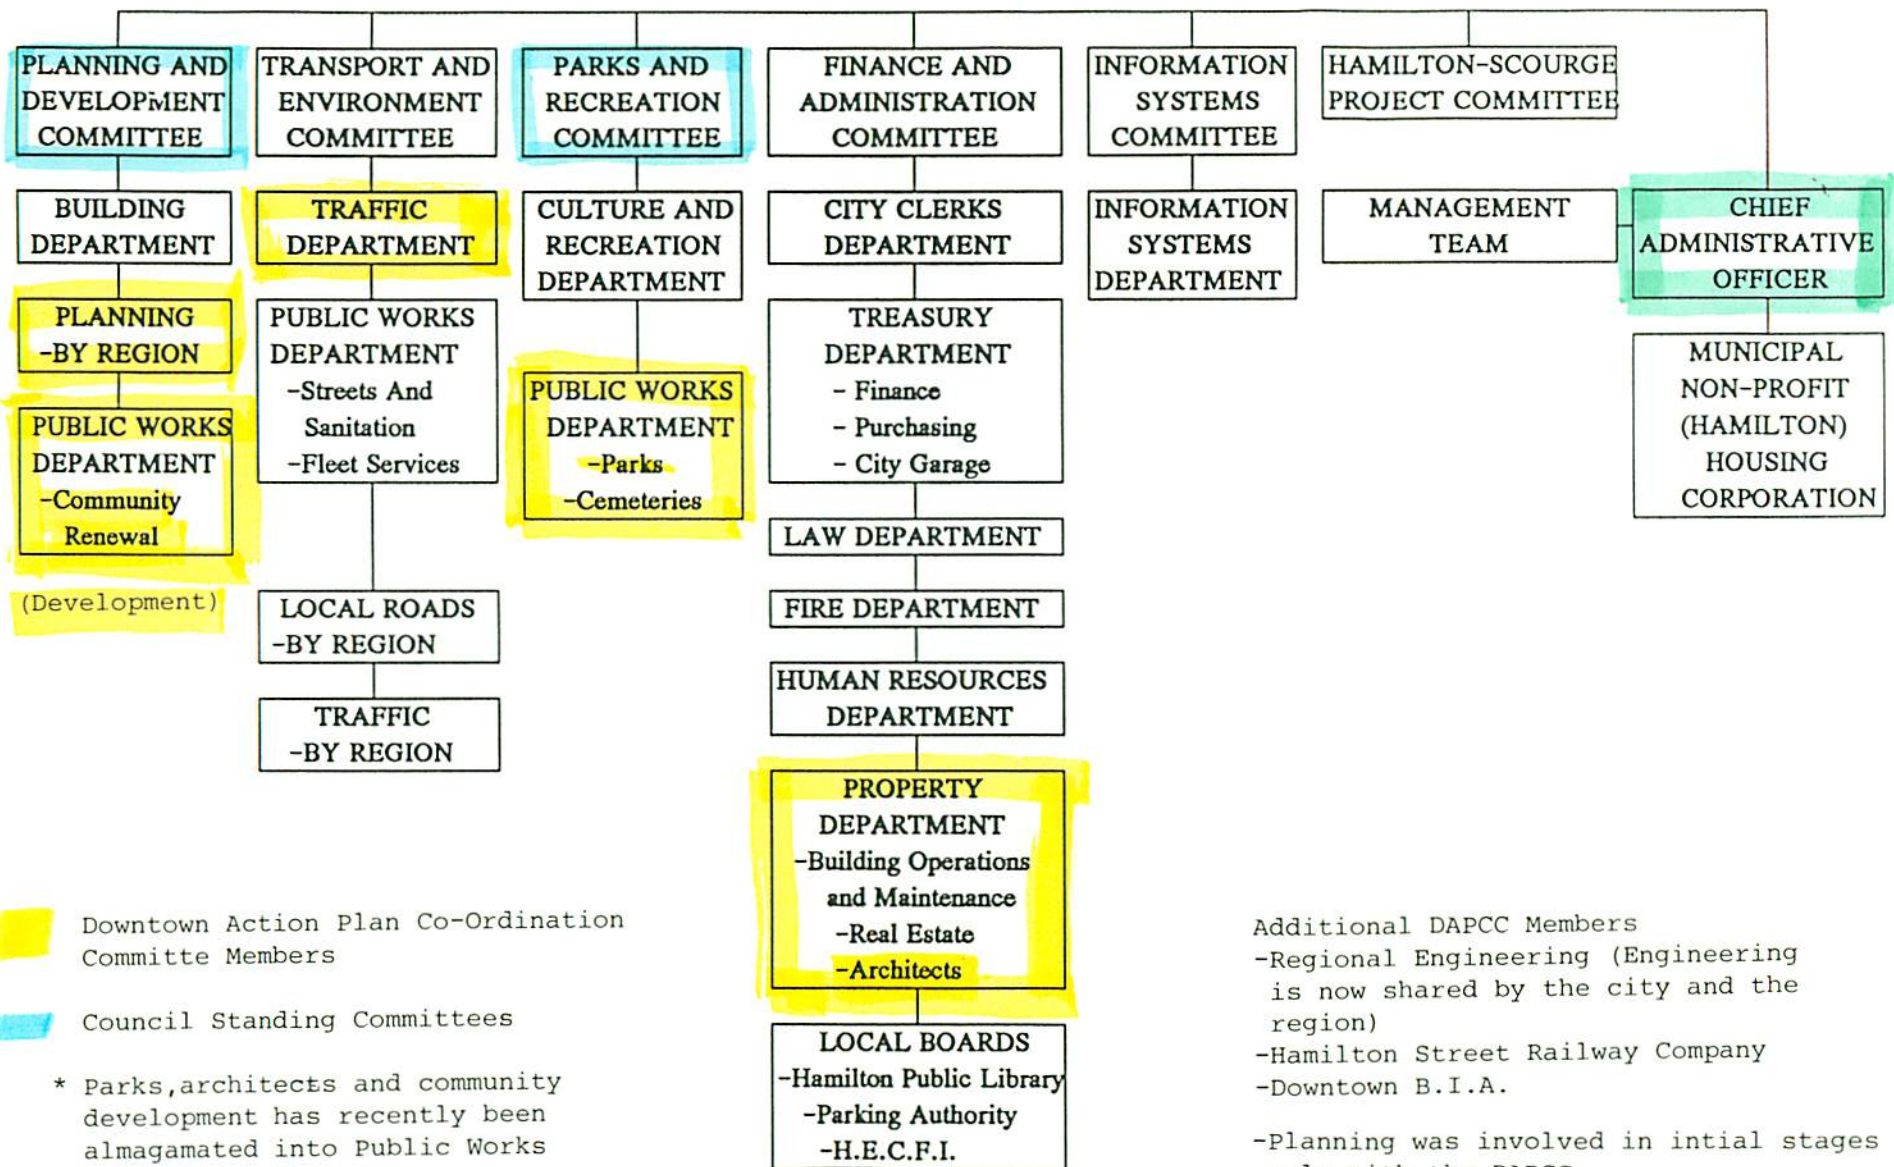 PLANNING AND
DEVELOPMENT
COMMITTEE
BUILDING
DEPARTMENT
PLANNING
-BY REGION
PUBLIC WORKS
DEPARTMENT
-Community
Renewal
(Development)
TRANSPORT AND
ENVIRONMENT
COMMITTEE
TRAFFIC
DEPARTMENT
PUBLIC WORKS
DEPARTMENT
-Streets And
Sanitation
-Fleet Services
LOCAL ROADS
-BY REGION
TRAFFIC
-BY REGION
PARKS AND
RECREATION
COMMITTEE
CULTURE AND
RECREATION
DEPARTMENT
PUBLIC WORKS
DEPARTMENT
-Parks
-Cemeteries
FINANCE AND
ADMINISTRATION
COMMITTEE
CITY CLERKS
DEPARTMENT
TREASURY
DEPARTMENT
- Finance
- Purchasing
- City Garage
LAW DEPARTMENT
FIRE DEPARTMENT
HUMAN RESOURCES
DEPARTMENT
PROPERTY
DEPARTMENT
-Building Operations
and Maintenance
-Real Estate
-Architects
LOCAL BOARDS
-Hamilton Public Library
-Parking Authority
-H.E.C.F.I.
INFORMATION
SYSTEMS
COMMITTEE
INFORMATION
SYSTEMS
DEPARTMENT
HAMILTON-SCOURGE
PROJECT COMMITTEE
MANAGEMENT
TEAM
CHIEF
ADMINISTRATIVE
OFFICER
MUNICIPAL
NON-PROFIT
(HAMILTON)
HOUSING
CORPORATION
Downtown Action Plan Co-Ordination
Committe Members
Council Standing Committees
* Parks,architects and community
development has recently been
almagamated into Public Works
Additional DAPCC Members
-Regional Engineering (Engineering
is now shared by the city and the
region)
-Hamilton Street Railway Company
-Downtown B.I.A.
-Planning was involved in intial stages